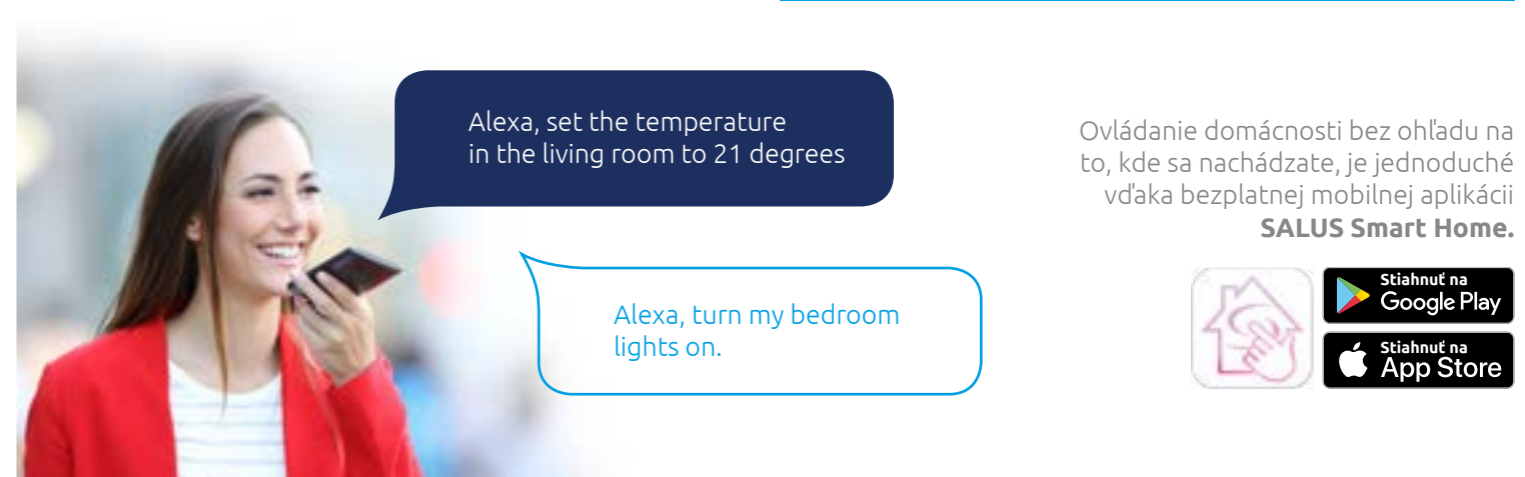 Alexa, set the temperature
in the living room to 21 degrees
Alexa, turn my bedroom
lights on.
Ovládanie domácnosti bez ohľadu na
to, kde sa nachádzate, je jednoduché
vďaka bezplatnej mobilnej aplikácii
SALUS Smart Home.
Stiahnuť na
Google Play
Stiahnuť na
App Store